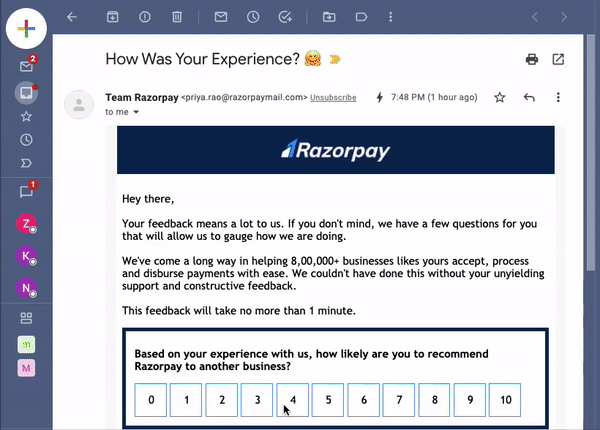 2
How Was Your Experience? 🤗
Team Razorpay <priya.rao@razorpaymail.com> Unsubscribe
7:48 PM (1 hour ago)
to me
1
Razorpay
Hey there,
Your feedback means a lot to us. If you don't mind, we have a few questions for you
that will allow us to gauge how we are doing.
We've come a long way in helping 8,00,000+ businesses likes yours accept, process
and disburse payments with ease. We couldn't have done this without your unyielding
support and constructive feedback.
This feedback will take no more than 1 minute.
Z
K
N
m
M
Based on your experience with us, how likely are you to recommend
Razorpay to another business?
0 1 2 3 4 5 6 7 8 9 10